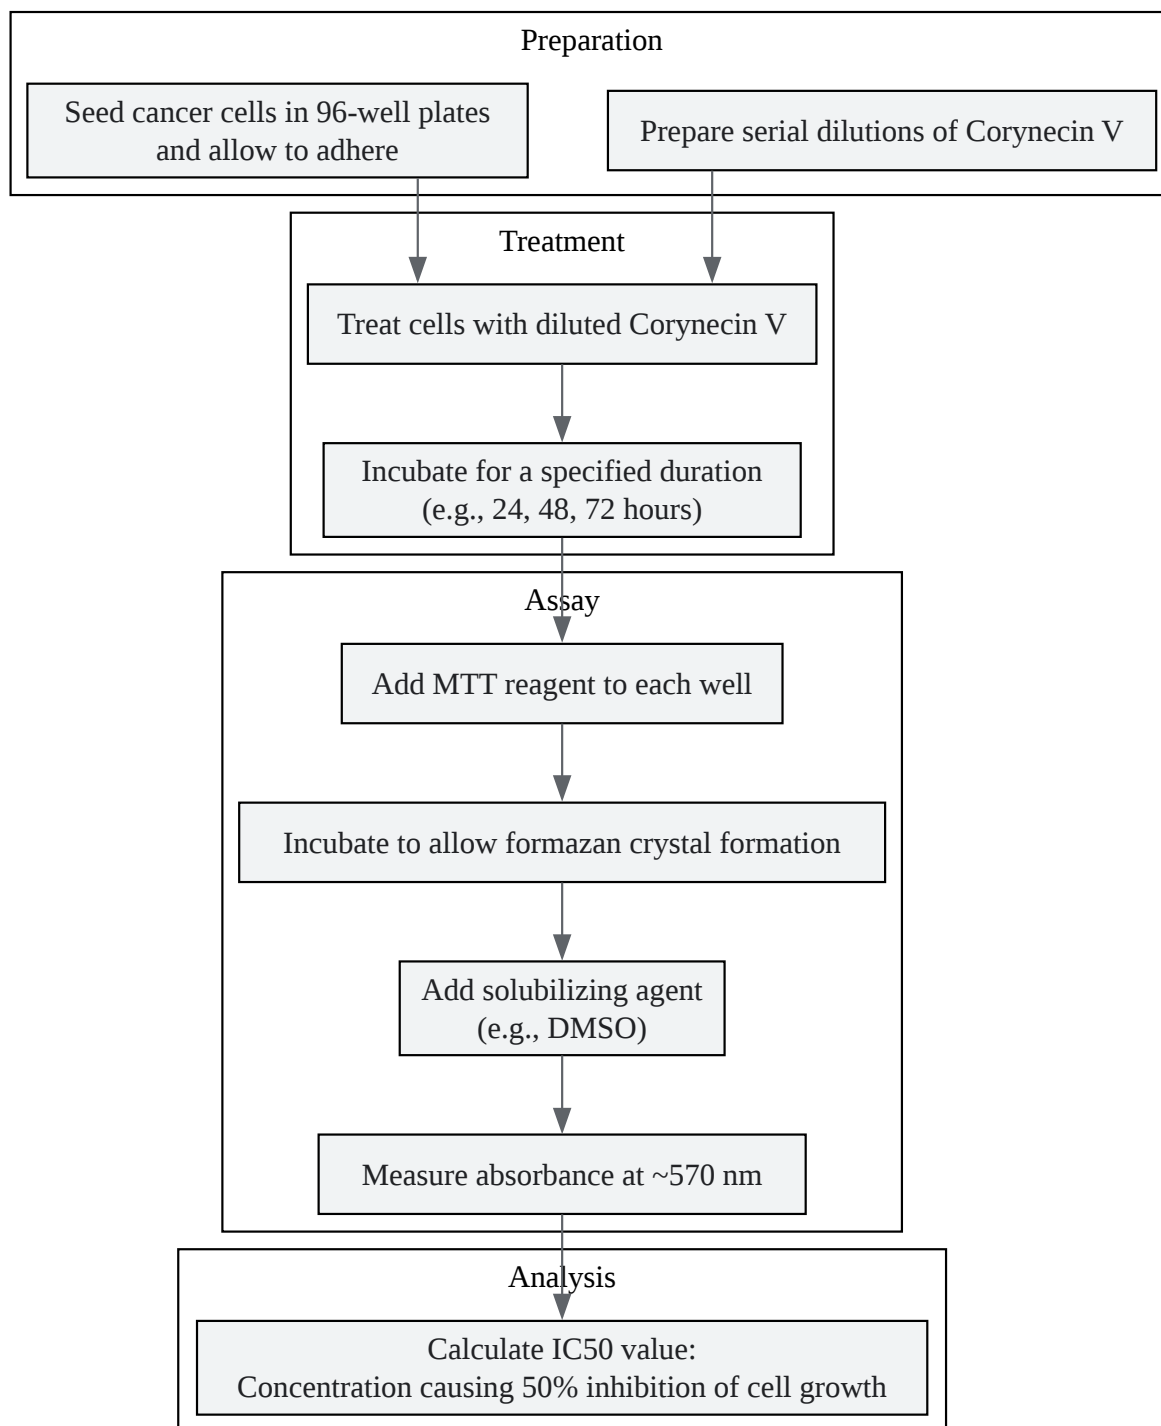 Preparation
Seed cancer cells in 96-well plates
and allow to adhere
Prepare serial dilutions of Corynecin V
Treatment
Treat cells with diluted Corynecin V
Incubate for a specified duration
(e.g., 24, 48, 72 hours)
Assay
Add MTT reagent to each well
Incubate to allow formazan crystal formation
Add solubilizing agent
(e.g., DMSO)
Measure absorbance at ~570 nm
Analysis
Calculate IC50 value:
Concentration causing 50% inhibition of cell growth